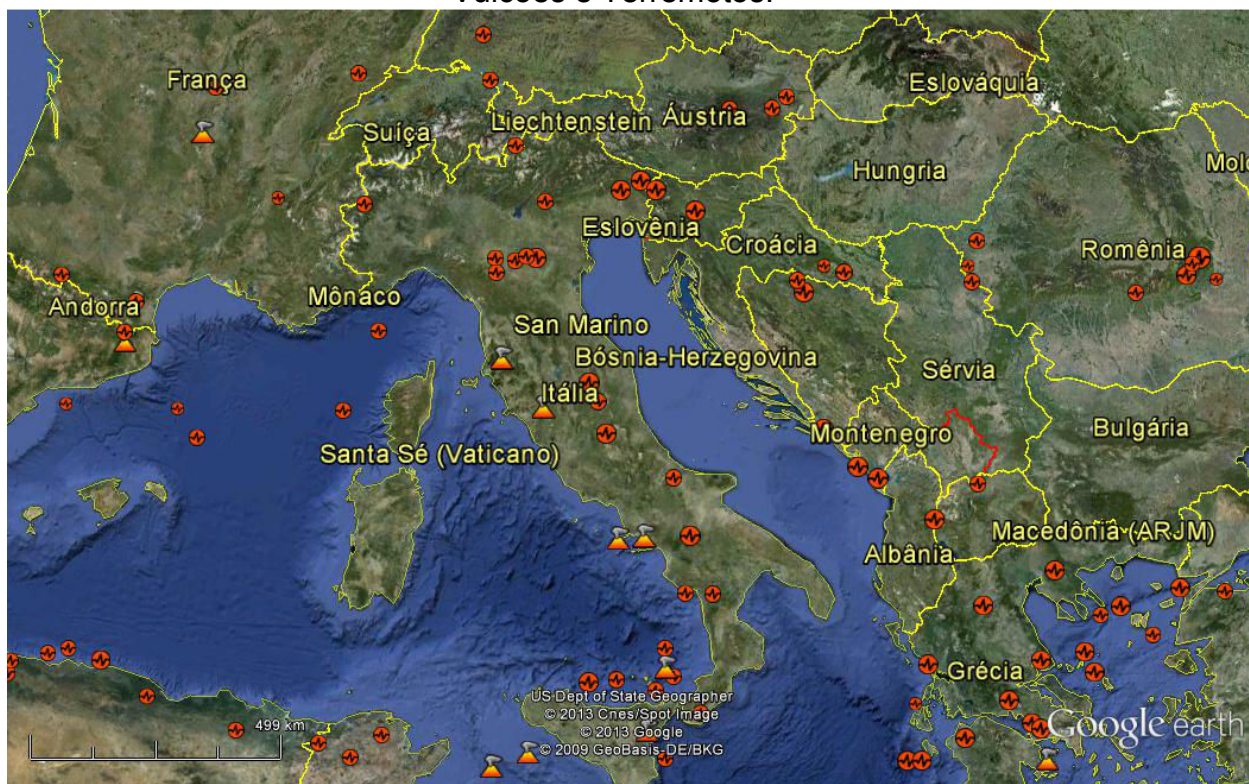 Vulcões e Terremotos.
França
Eslováquia
Suíça
Liechtenstein
Áustria
Hungria
Eslovênia
Croácia
Romênia
Andorra
Mônaco
San Marino
Bósnia-Herzegovina
Sérvia
Itália
Montenegro
Bulgária
Santa Sé (Vaticano)
Macedônia (ARJM)
Albânia
Grécia
US Dept of State Geographer
© 2013 Cnes/Spot Image
© 2013 Google
© 2009 GeoBasis-DE/BKG
499 km
Google earth